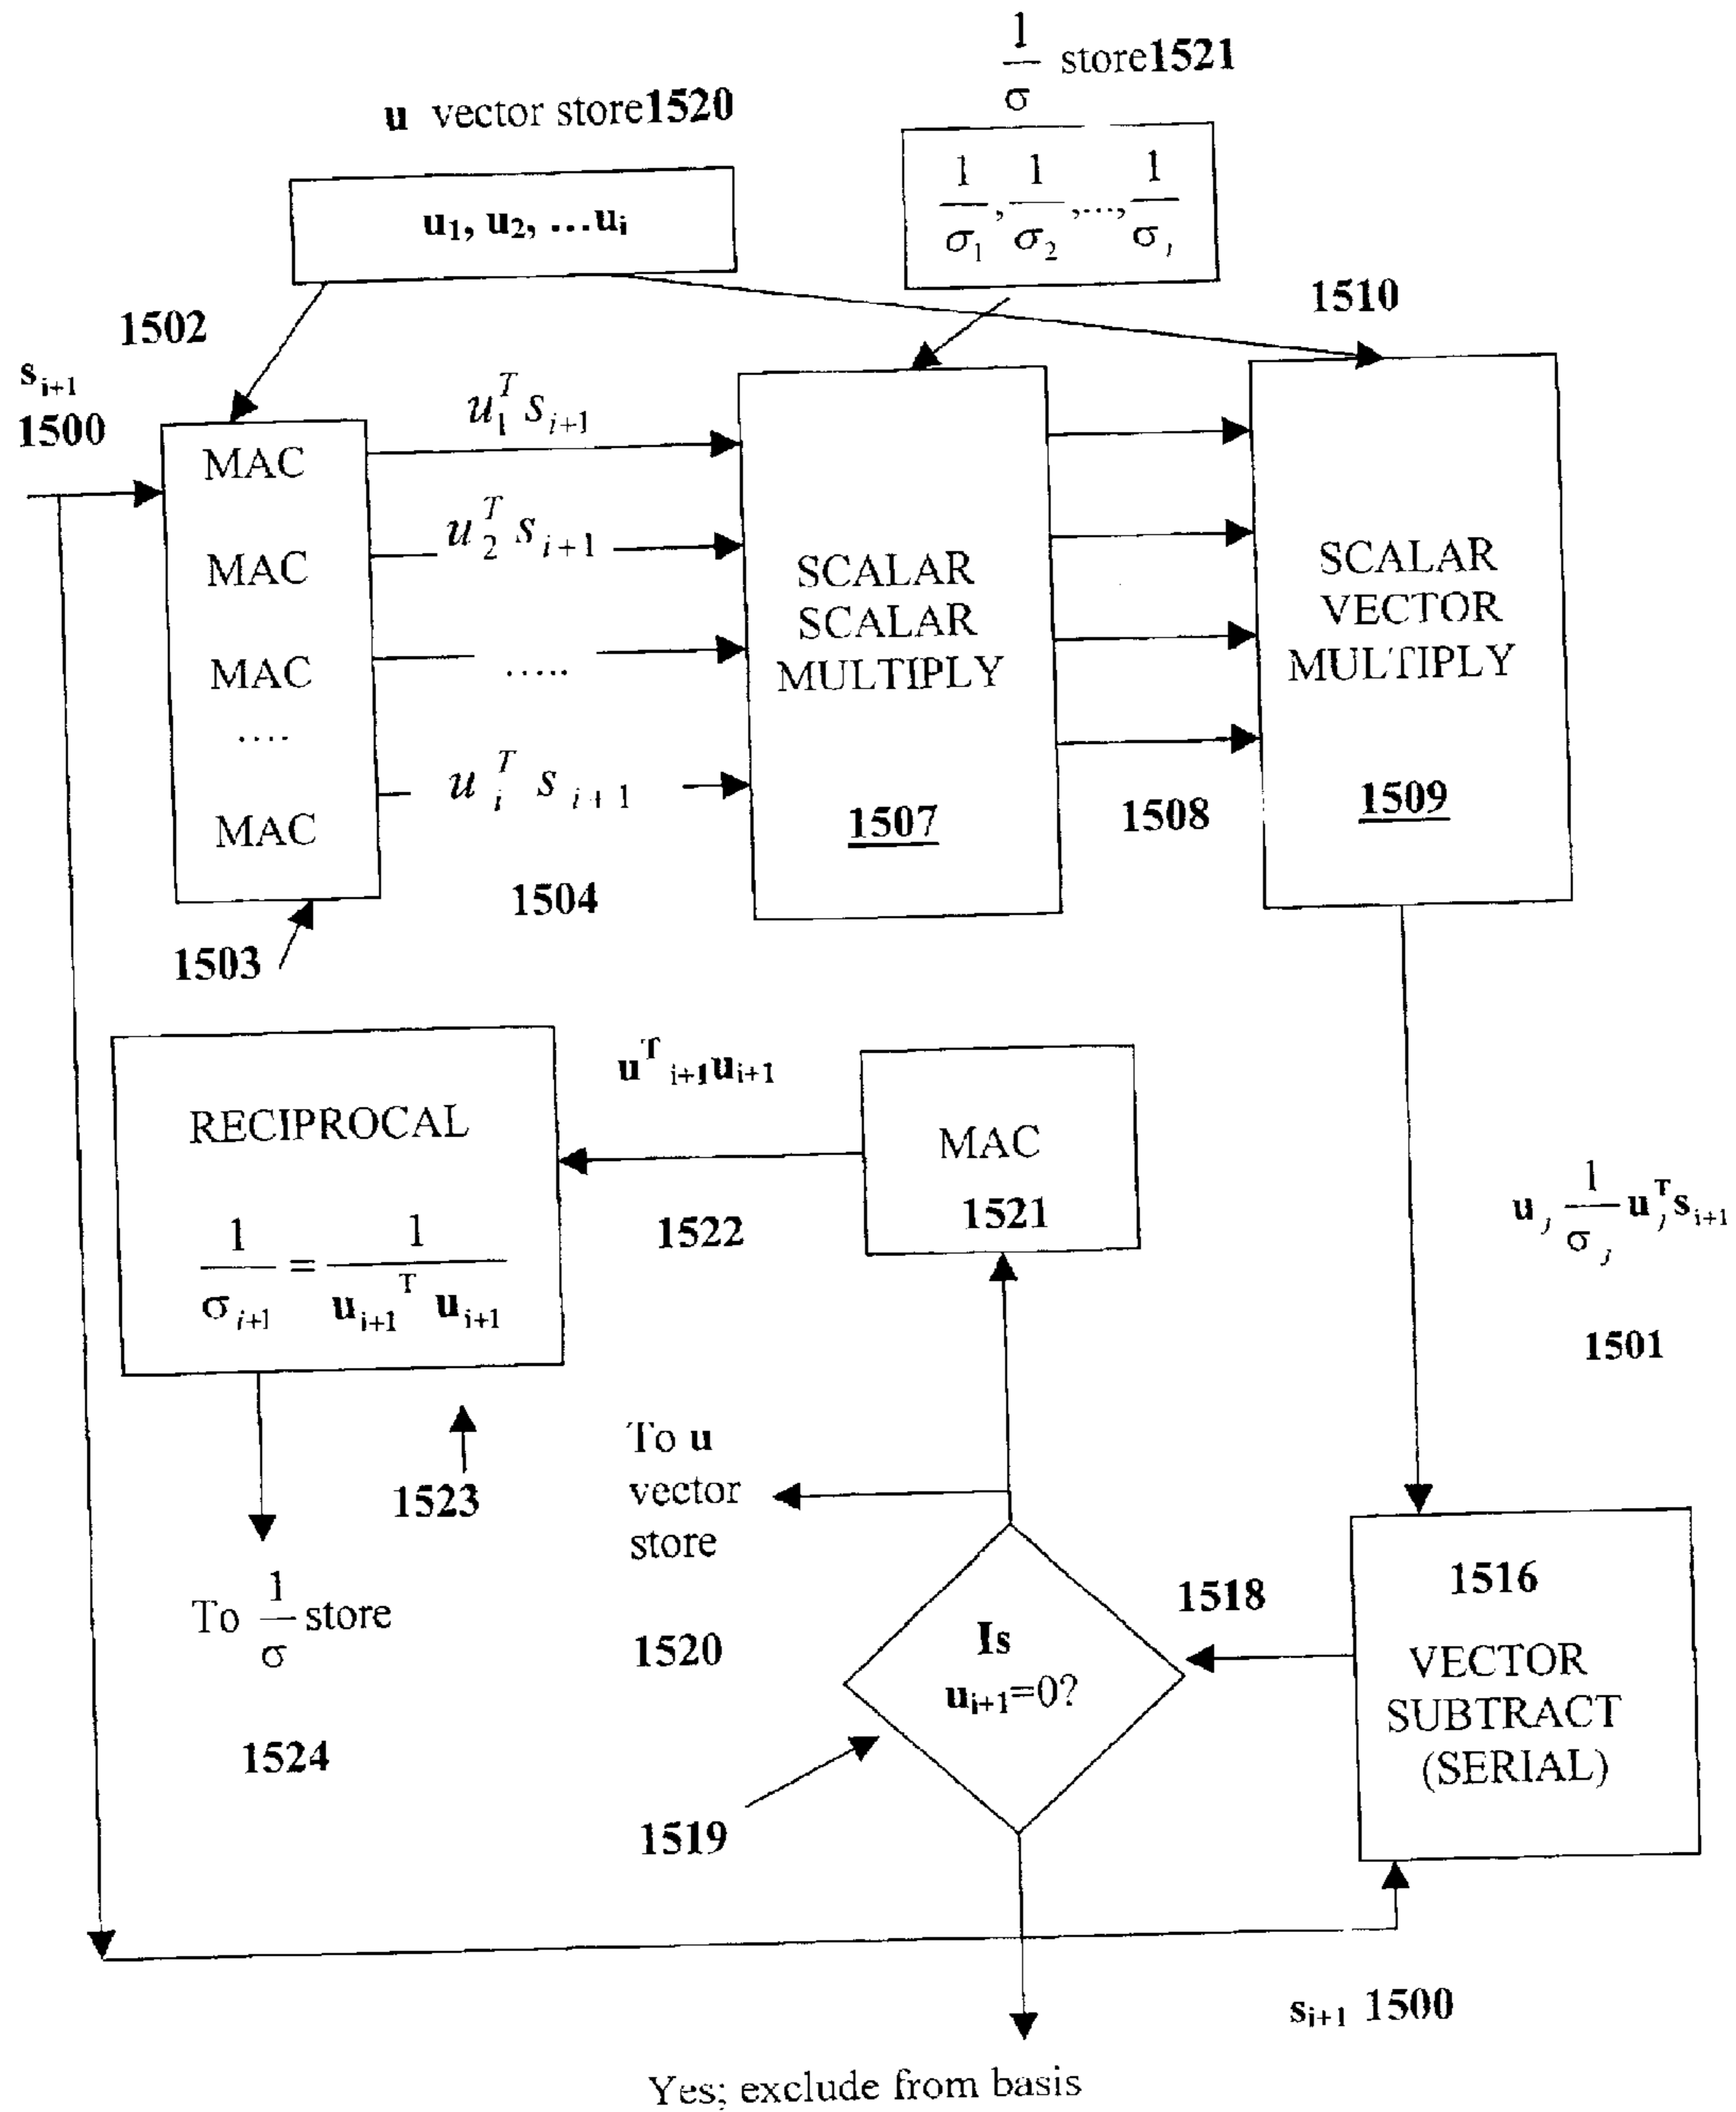 1/σ store1521
u vector store1520
1/σ₁, 1/σ₂, ..., 1/σⱼ
u₁, u₂, ...uᵢ
1510
1502
sᵢ₊₁
1500
u₁ᵀ sᵢ₊₁
MAC
u₂ᵀ sᵢ₊₁
MAC
SCALAR
SCALAR
MULTIPLY
SCALAR
VECTOR
MULTIPLY
MAC
.....
....
uᵢᵀ sᵢ₊₁
MAC
1507
1508
1509
1504
1503
uᵀᵢ₊₁uᵢ₊₁
RECIPROCAL
MAC
1521
1522
1/σᵢ₊₁ = 1/uᵢ₊₁ᵀ uᵢ₊₁
uⱼ 1/σⱼ uⱼᵀsᵢ₊₁
1501
To u
vector
store
1523
1516
1518
To 1/σ store
1520
Is
uᵢ₊₁=0?
VECTOR
SUBTRACT
(SERIAL)
1524
1519
sᵢ₊₁ 1500
Yes; exclude from basis